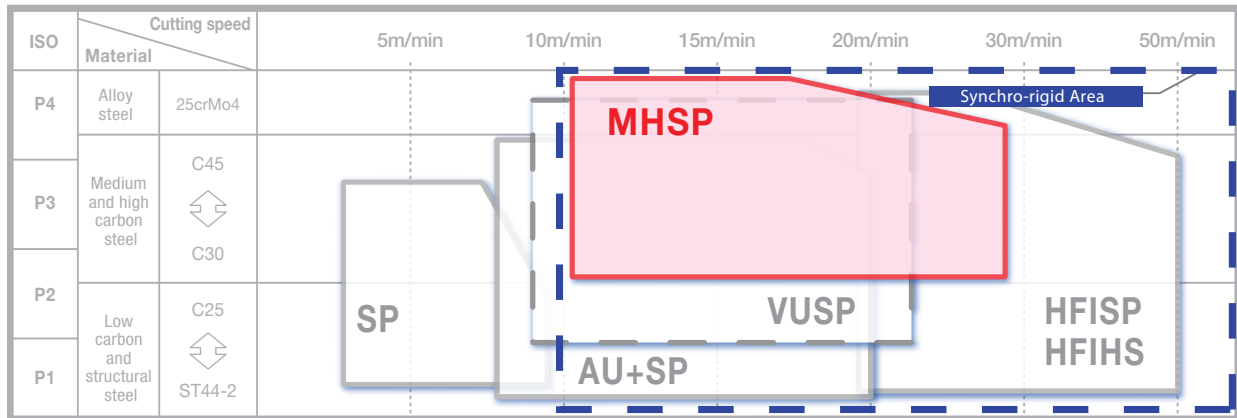 ISO
Cutting speed
Material
5m/min
10m/min
15m/min
20m/min
30m/min
50m/min
P4
Alloy
steel
25crMo4
MHSP
Synchro-rigid Area
P3
Medium
and high
carbon
steel
C45
C30
P2
P1
Low
carbon
and
structural
steel
C25
ST44-2
SP
VUSP
AU+SP
HFISP
HFIHS